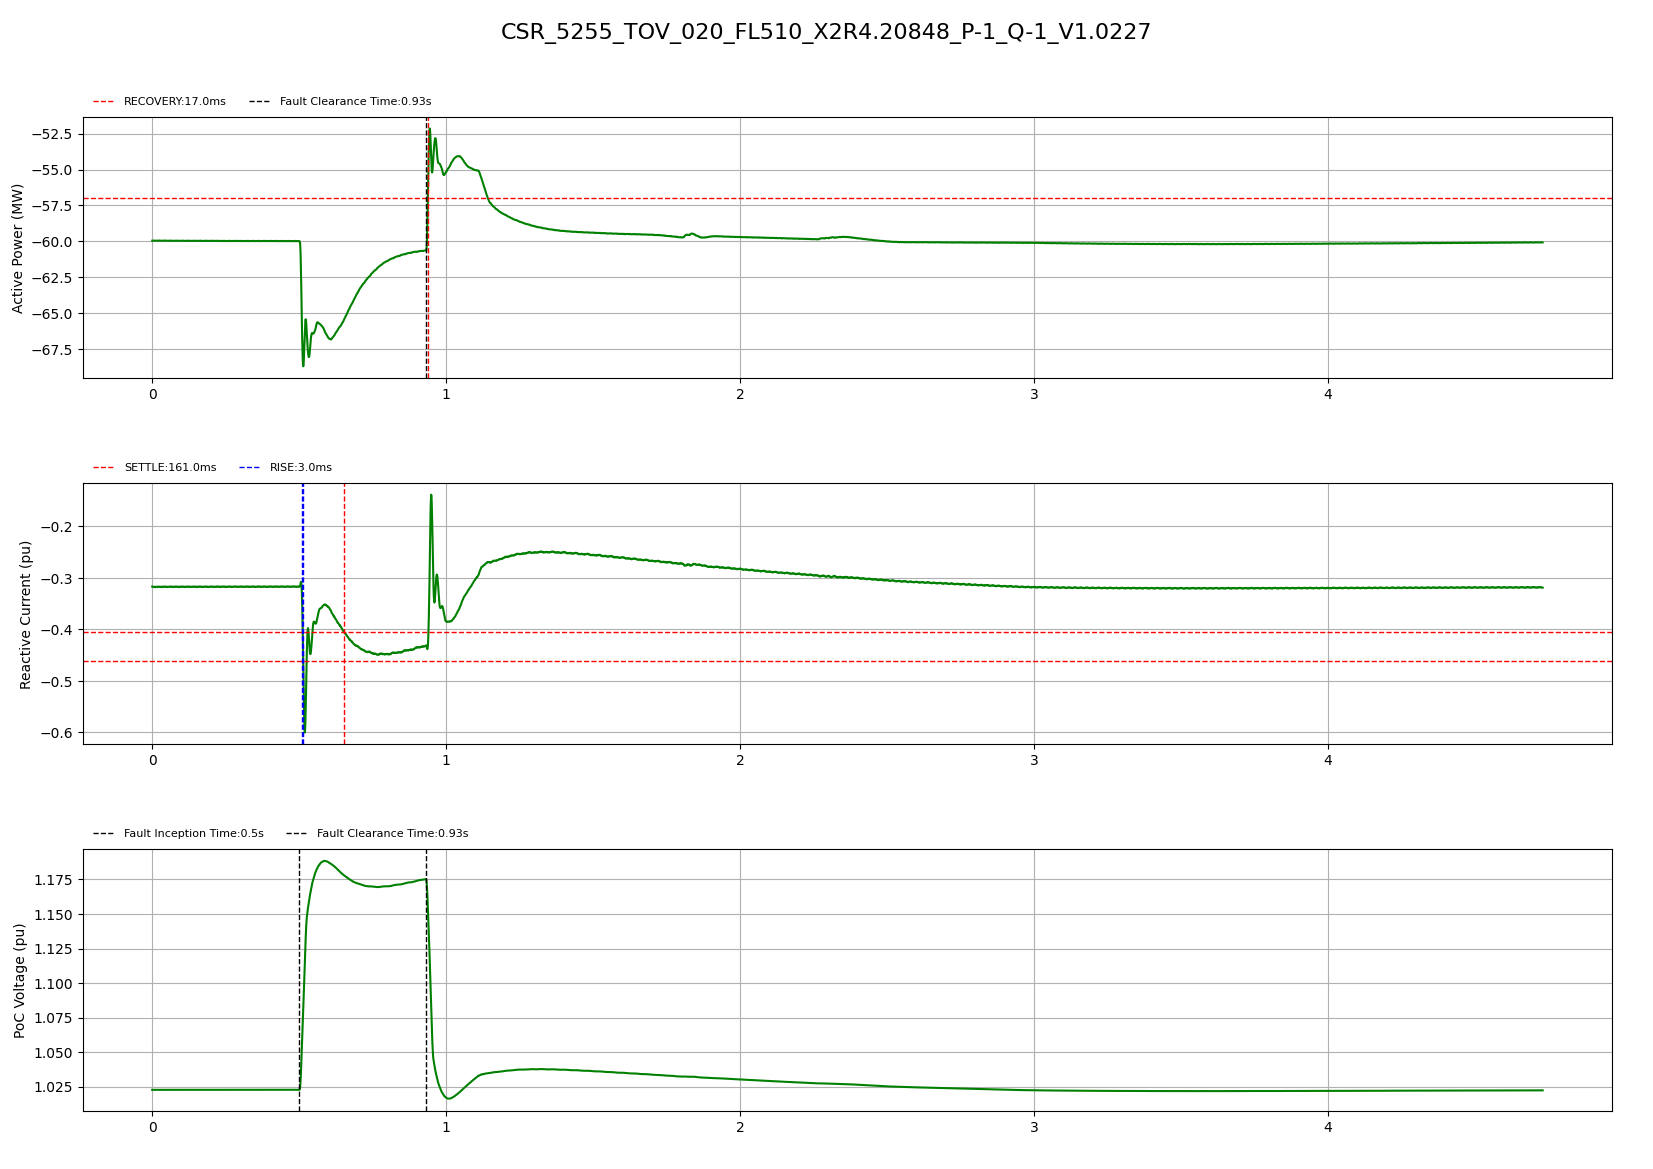 CSR_5255_TOV_020_FL510_X2R4.20848_P-1_Q-1_V1.0227
RECOVERY:17.0ms Fault Clearance Time:0.93s
Active Power (MW)
−52.5
−55.0
−57.5
−60.0
−62.5
−65.0
−67.5
0 1 2 3 4
SETTLE:161.0ms RISE:3.0ms
Reactive Current (pu)
−0.2
−0.3
−0.4
−0.5
−0.6
0 1 2 3 4
Fault Inception Time:0.5s Fault Clearance Time:0.93s
PoC Voltage (pu)
1.175
1.150
1.125
1.100
1.075
1.050
1.025
0 1 2 3 4